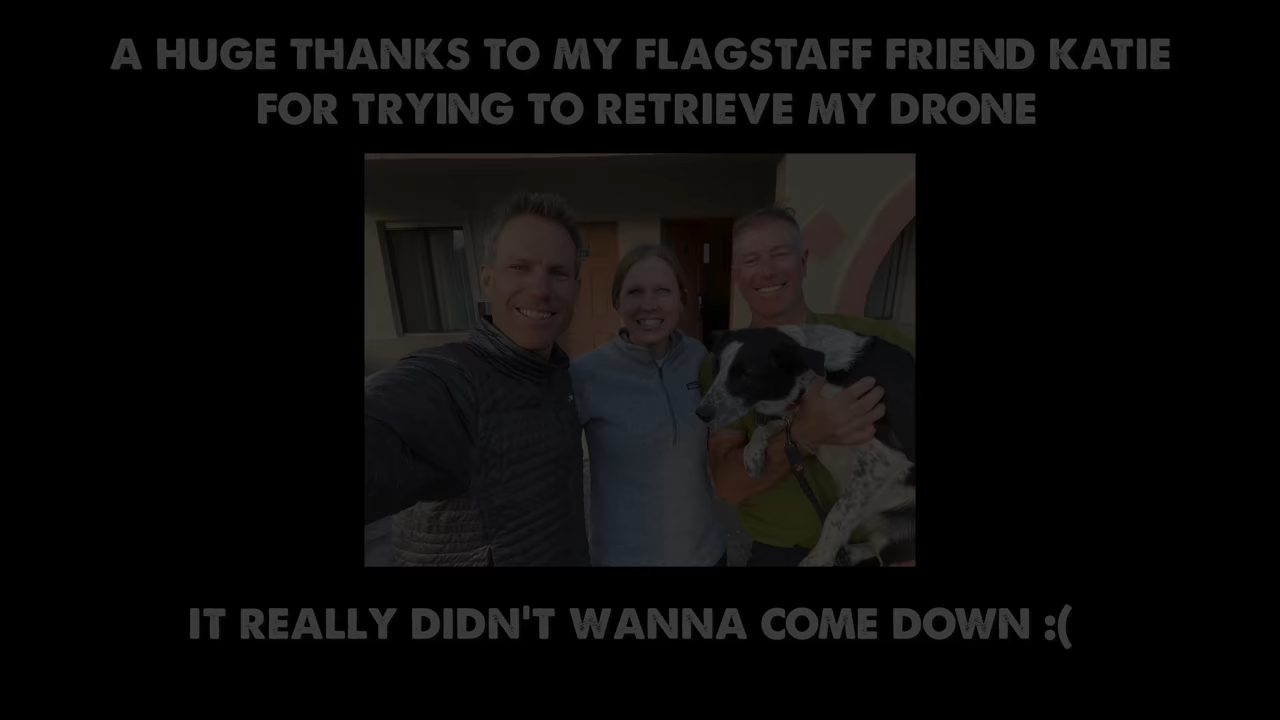 A HUGE THANKS TO MY FLAGSTAFF FRIEND KATIE
FOR TRYING TO RETRIEVE MY DRONE
IT REALLY DIDN'T WANNA COME DOWN :(